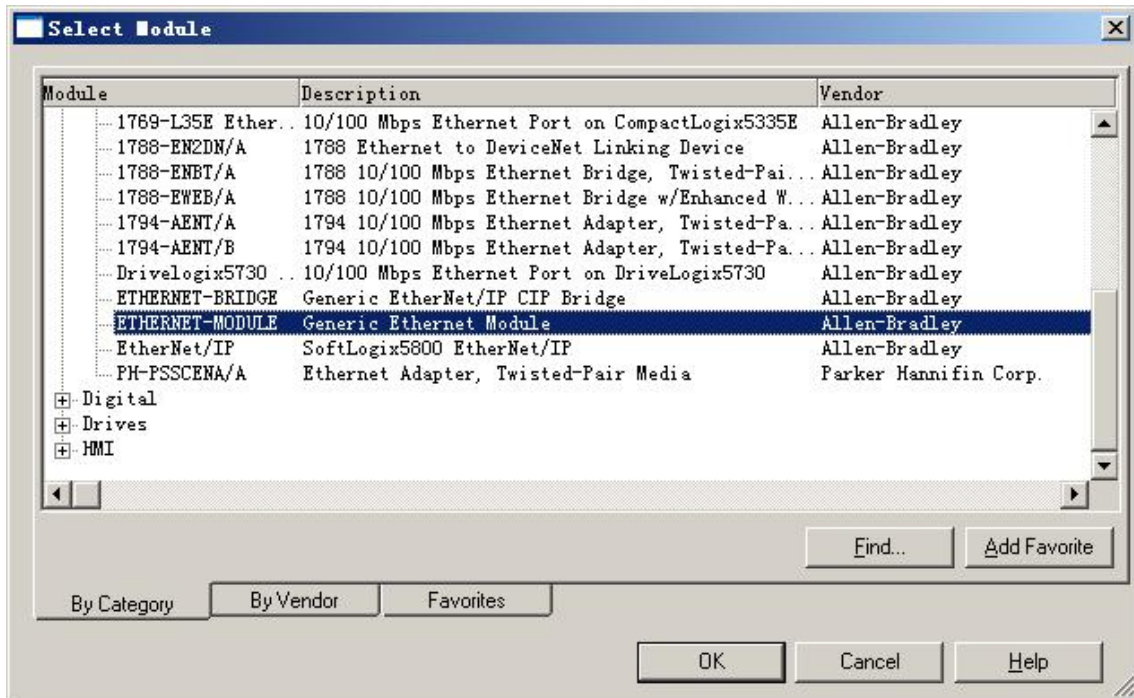 Select Module
Module Description Vendor
1769-L35E Ether.. 10/100 Mbps Ethernet Port on CompactLogix5335E Allen-Bradley
1788-EN2DN/A 1788 Ethernet to DeviceNet Linking Device Allen-Bradley
1788-ENBT/A 1788 10/100 Mbps Ethernet Bridge, Twisted-Pai... Allen-Bradley
1788-EWEB/A 1788 10/100 Mbps Ethernet Bridge w/Enhanced W... Allen-Bradley
1794-AENT/A 1794 10/100 Mbps Ethernet Adapter, Twisted-Pa... Allen-Bradley
1794-AENT/B 1794 10/100 Mbps Ethernet Adapter, Twisted-Pa... Allen-Bradley
Drivelogix5730 .. 10/100 Mbps Ethernet Port on DriveLogix5730 Allen-Bradley
ETHERNET-BRIDGE Generic EtherNet/IP CIP Bridge Allen-Bradley
ETHERNET-MODULE Generic Ethernet Module Allen-Bradley
EtherNet/IP SoftLogix5800 EtherNet/IP Allen-Bradley
PH-PSSCENA/A Ethernet Adapter, Twisted-Pair Media Parker Hannifin Corp.
Digital
Drives
HMI
Find... Add Favorite
By Category By Vendor Favorites
OK Cancel Help